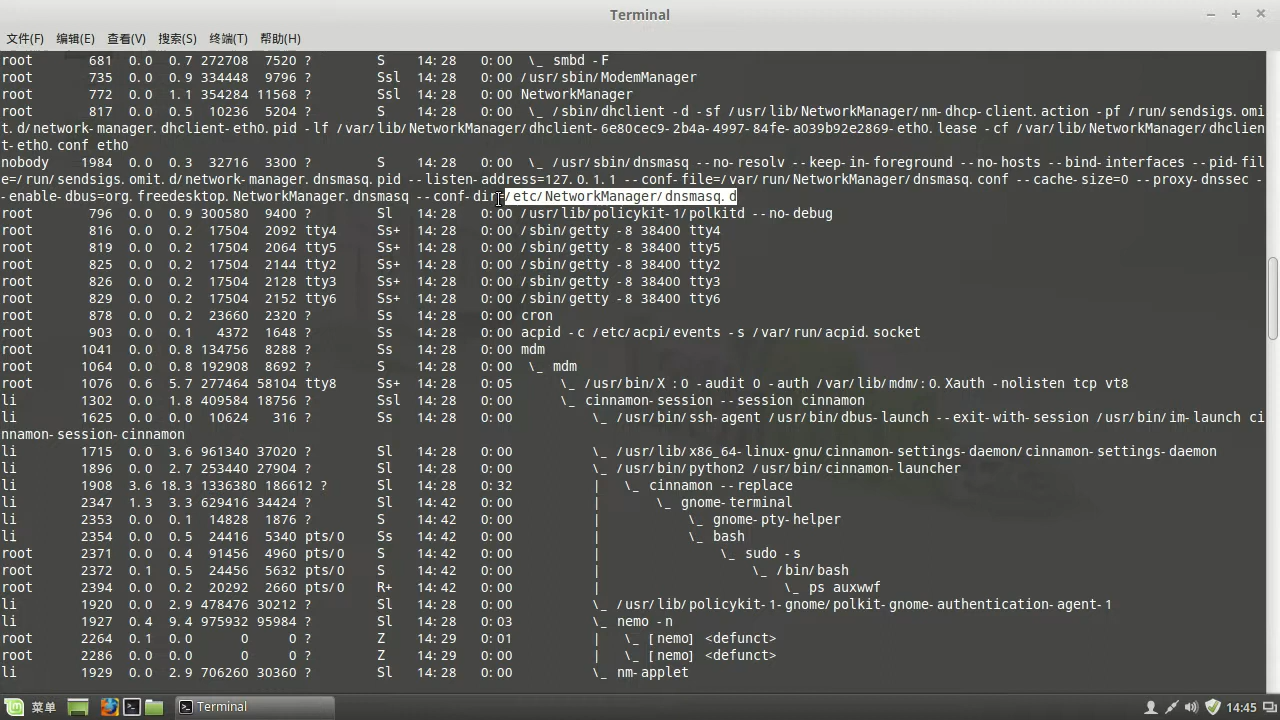 Terminal
文件(F) 编辑(E) 查看(V) 搜索(S) 终端(T) 帮助(H)
root 681 0.0 0.7 272708 7520 ? S 14:28 0:00 \_ smbd -F
root 735 0.0 0.9 334448 9796 ? Ssl 14:28 0:00 /usr/sbin/ModemManager
root 772 0.0 1.1 354284 11568 ? Ssl 14:28 0:00 NetworkManager
root 817 0.0 0.5 10236 5204 ? S 14:28 0:00 \_ /sbin/dhclient -d -sf /usr/lib/NetworkManager/nm-dhcp-client.action -pf /run/sendsigs.omi
t.d/network-manager.dhclient-eth0.pid -lf /var/lib/NetworkManager/dhclient-6e80cec9-2b4a-4997-84fe-a039b92e2869-eth0.lease -cf /var/lib/NetworkManager/dhclien
t-eth0.conf eth0
nobody 1984 0.0 0.3 32716 3300 ? S 14:28 0:00 \_ /usr/sbin/dnsmasq --no-resolv --keep-in-foreground --no-hosts --bind-interfaces --pid-fil
e=/run/sendsigs.omit.d/network-manager.dnsmasq.pid --listen-address=127.0.1.1 --conf-file=/var/run/NetworkManager/dnsmasq.conf --cache-size=0 --proxy-dnssec -
-enable-dbus=org.freedesktop.NetworkManager.dnsmasq --conf-dir=/etc/NetworkManager/dnsmasq.d
root 796 0.0 0.9 300580 9400 ? Sl 14:28 0:00 /usr/lib/policykit-1/polkitd --no-debug
root 816 0.0 0.2 17504 2092 tty4 Ss+ 14:28 0:00 /sbin/getty -8 38400 tty4
root 819 0.0 0.2 17504 2064 tty5 Ss+ 14:28 0:00 /sbin/getty -8 38400 tty5
root 825 0.0 0.2 17504 2144 tty2 Ss+ 14:28 0:00 /sbin/getty -8 38400 tty2
root 826 0.0 0.2 17504 2128 tty3 Ss+ 14:28 0:00 /sbin/getty -8 38400 tty3
root 829 0.0 0.2 17504 2152 tty6 Ss+ 14:28 0:00 /sbin/getty -8 38400 tty6
root 878 0.0 0.2 23660 2320 ? Ss 14:28 0:00 cron
root 903 0.0 0.1 4372 1648 ? Ss 14:28 0:00 acpid -c /etc/acpi/events -s /var/run/acpid.socket
root 1041 0.0 0.8 134756 8288 ? Ss 14:28 0:00 mdm
root 1064 0.0 0.8 192908 8692 ? S 14:28 0:00 \_ mdm
root 1076 0.6 5.7 277464 58104 tty8 Ss+ 14:28 0:05 \_ /usr/bin/X :0 -audit 0 -auth /var/lib/mdm/:0.Xauth -nolisten tcp vt8
li 1302 0.0 1.8 409584 18756 ? Ssl 14:28 0:00 \_ cinnamon-session --session cinnamon
li 1625 0.0 0.0 10624 316 ? Ss 14:28 0:00 \_ /usr/bin/ssh-agent /usr/bin/dbus-launch --exit-with-session /usr/bin/im-launch ci
nnamon-session-cinnamon
li 1715 0.0 3.6 961340 37020 ? Sl 14:28 0:00 \_ /usr/lib/x86_64-linux-gnu/cinnamon-settings-daemon/cinnamon-settings-daemon
li 1896 0.0 2.7 253440 27904 ? Sl 14:28 0:00 \_ /usr/bin/python2 /usr/bin/cinnamon-launcher
li 1908 3.6 18.3 1336380 186612 ? Sl 14:28 0:32 | \_ cinnamon --replace
li 2347 1.3 3.3 629416 34424 ? Sl 14:42 0:00 | \_ gnome-terminal
li 2353 0.0 0.1 14828 1876 ? S 14:42 0:00 | \_ gnome-pty-helper
li 2354 0.0 0.5 24416 5340 pts/0 Ss 14:42 0:00 | \_ bash
root 2371 0.0 0.4 91456 4960 pts/0 S 14:42 0:00 | \_ sudo -s
root 2372 0.1 0.5 24456 5632 pts/0 S 14:42 0:00 | \_ /bin/bash
root 2394 0.0 0.2 20292 2660 pts/0 R+ 14:42 0:00 | \_ ps auxwwf
li 1920 0.0 2.9 478476 30212 ? Sl 14:28 0:00 \_ /usr/lib/policykit-1-gnome/polkit-gnome-authentication-agent-1
li 1927 0.4 9.4 975932 95984 ? Sl 14:28 0:03 \_ nemo -n
root 2264 0.1 0.0 0 0 ? Z 14:29 0:01 | \_ [nemo] <defunct>
root 2286 0.0 0.0 0 0 ? Z 14:29 0:00 | \_ [nemo] <defunct>
li 1929 0.0 2.9 706260 30360 ? Sl 14:28 0:00 \_ nm-applet
菜单 Terminal 14:45